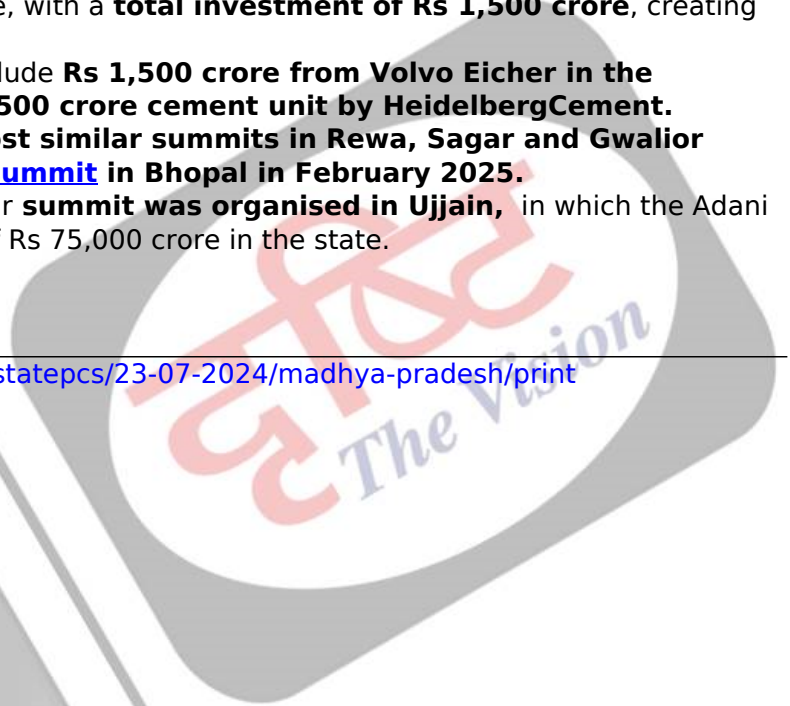 e, with a total investment of Rs 1,500 crore, creating
lude Rs 1,500 crore from Volvo Eicher in the
500 crore cement unit by HeidelbergCement.
st similar summits in Rewa, Sagar and Gwalior
ummit in Bhopal in February 2025.
r summit was organised in Ujjain, in which the Adani
f Rs 75,000 crore in the state.
statepcs/23-07-2024/madhya-pradesh/print
दृष्टि
The Vision